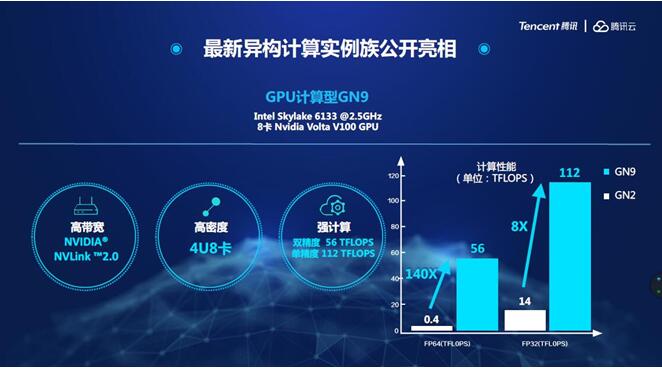 Tencent 腾讯 | 腾讯云
最新异构计算实例族公开亮相
GPU计算型GN9
Intel Skylake 6133 @2.5GHz
8卡 Nvidia Volta V100 GPU
高带宽
NVIDIA®
NVLink ™2.0
高密度
4U8卡
强计算
双精度 56 TFLOPS
单精度 112 TFLOPS
计算性能
（单位：TFLOPS）
GN9
GN2
120
100
80
60
40
20
0
140X
0.4
56
8X
14
112
FP64(TFL0PS)
FP32(TFL0PS)